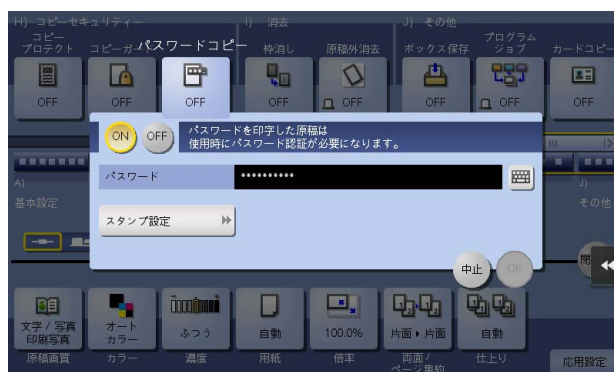 H) コピーセキュリティー
I) 消去
J) その他
コピー
プロテクト
コピーガード
パスワードコピー
枠消し
原稿外消去
ボックス保存
プログラム
ジョブ
カードコピー
OFF
OFF
OFF
OFF
OFF
OFF
OFF
OFF
ON
OFF
パスワードを印字した原稿は
使用時にパスワード認証が必要になります。
パスワード
**********
スタンプ設定
A)
基本設定
J)
その他
中止
OK
閉
文字 / 写真
印刷写真
オート
カラー
ふつう
自動
100.0%
片面 ▶ 片面
自動
原稿画質
カラー
濃度
用紙
倍率
両面 /
ページ集約
仕上り
応用設定